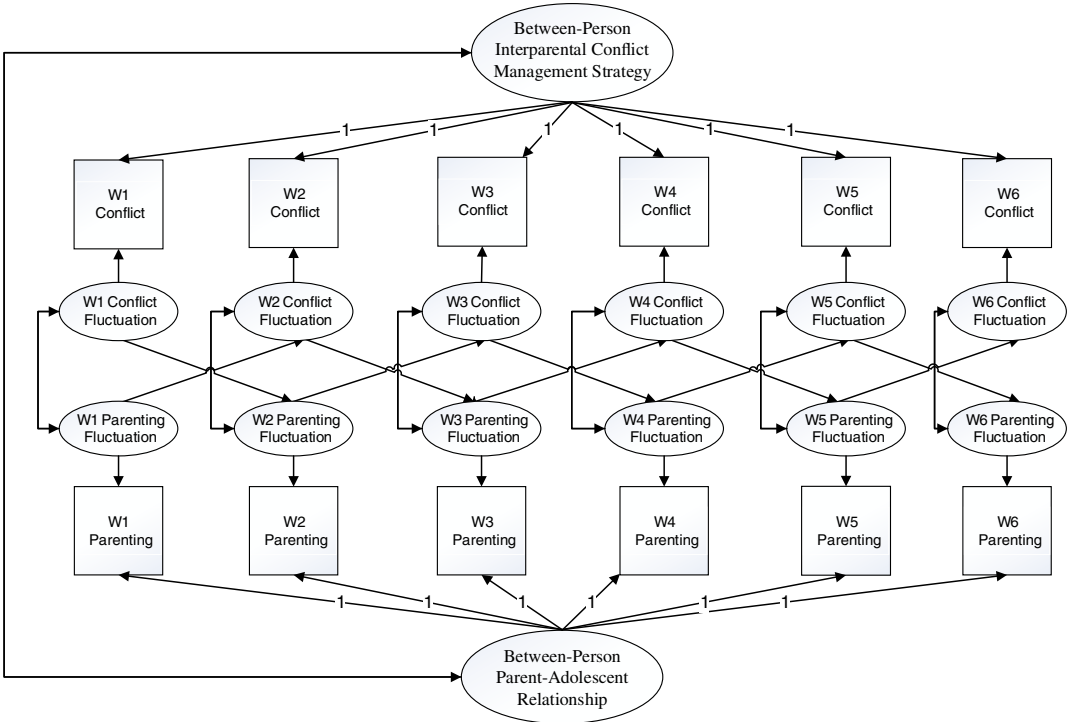 Between-Person
Interparental Conflict
Management Strategy
1
1
1
1
1
1
W1
Conflict
W2
Conflict
W3
Conflict
W4
Conflict
W5
Conflict
W6
Conflict
W1 Conflict
Fluctuation
W2 Conflict
Fluctuation
W3 Conflict
Fluctuation
W4 Conflict
Fluctuation
W5 Conflict
Fluctuation
W6 Conflict
Fluctuation
W1 Parenting
Fluctuation
W2 Parenting
Fluctuation
W3 Parenting
Fluctuation
W4 Parenting
Fluctuation
W5 Parenting
Fluctuation
W6 Parenting
Fluctuation
W1
Parenting
W2
Parenting
W3
Parenting
W4
Parenting
W5
Parenting
W6
Parenting
1
1
1
1
1
1
Between-Person
Parent-Adolescent
Relationship